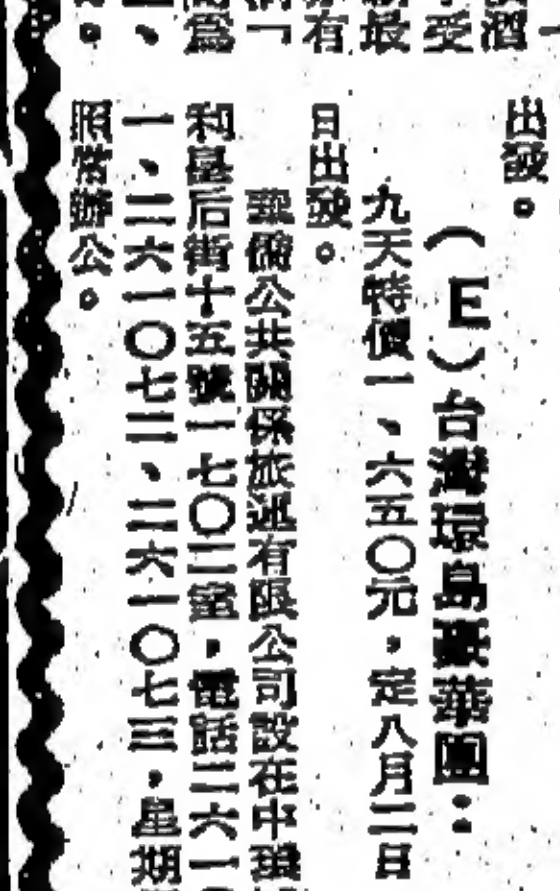 出發。
（E）台灣環島豪華團：
九天特價一、六五〇元，定八月二日
有　日出發。
公共關係旅遊有限公司設在中環
為　利皇后街十五號一七〇二室，電話二六一
、　一、二六一〇七二、二六一〇七三，星期
。　照常辦公。